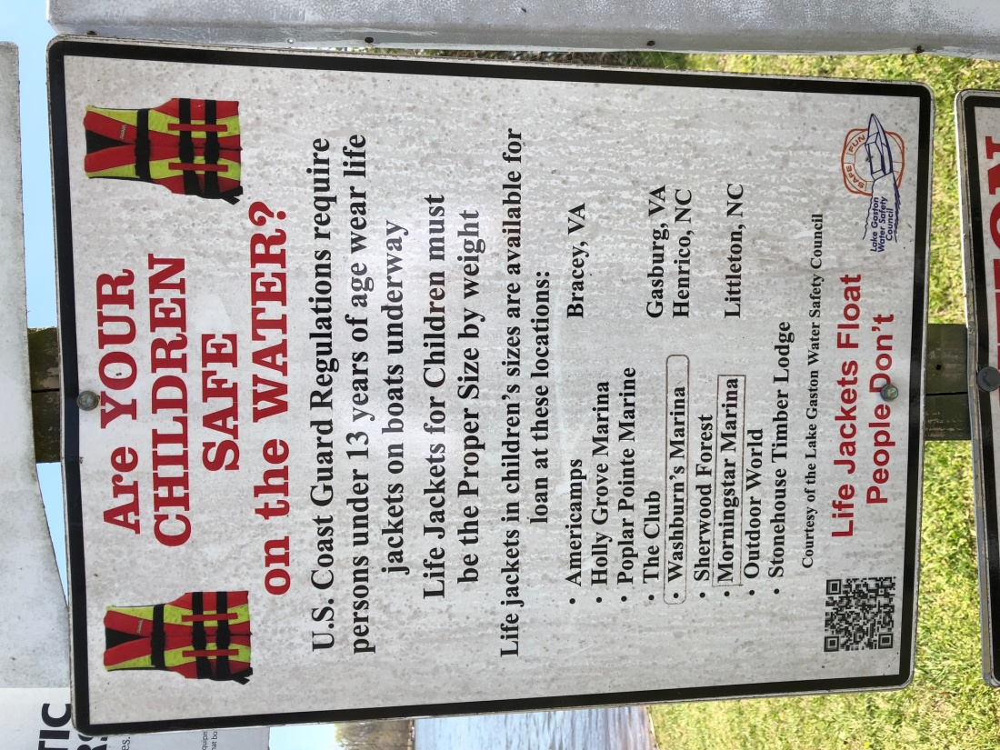 Are YOUR
CHILDREN
SAFE
on the WATER?
U.S. Coast Guard Regulations require
persons under 13 years of age wear life
jackets on boats underway
Life Jackets for Children must
be the Proper Size by weight
Life jackets in children's sizes are available for
loan at these locations:
• Americamps Bracey, VA
• Holly Grove Marina
• Poplar Pointe Marine
• The Club Gasburg, VA
• Washburn's Marina Henrico, NC
• Sherwood Forest
• Morningstar Marina Littleton, NC
• Outdoor World
• Stonehouse Timber Lodge
Courtesy of the Lake Gaston Water Safety Council
Life Jackets Float
People Don't
SAFE FUN
Lake Gaston
Water Safety
Council
TIC